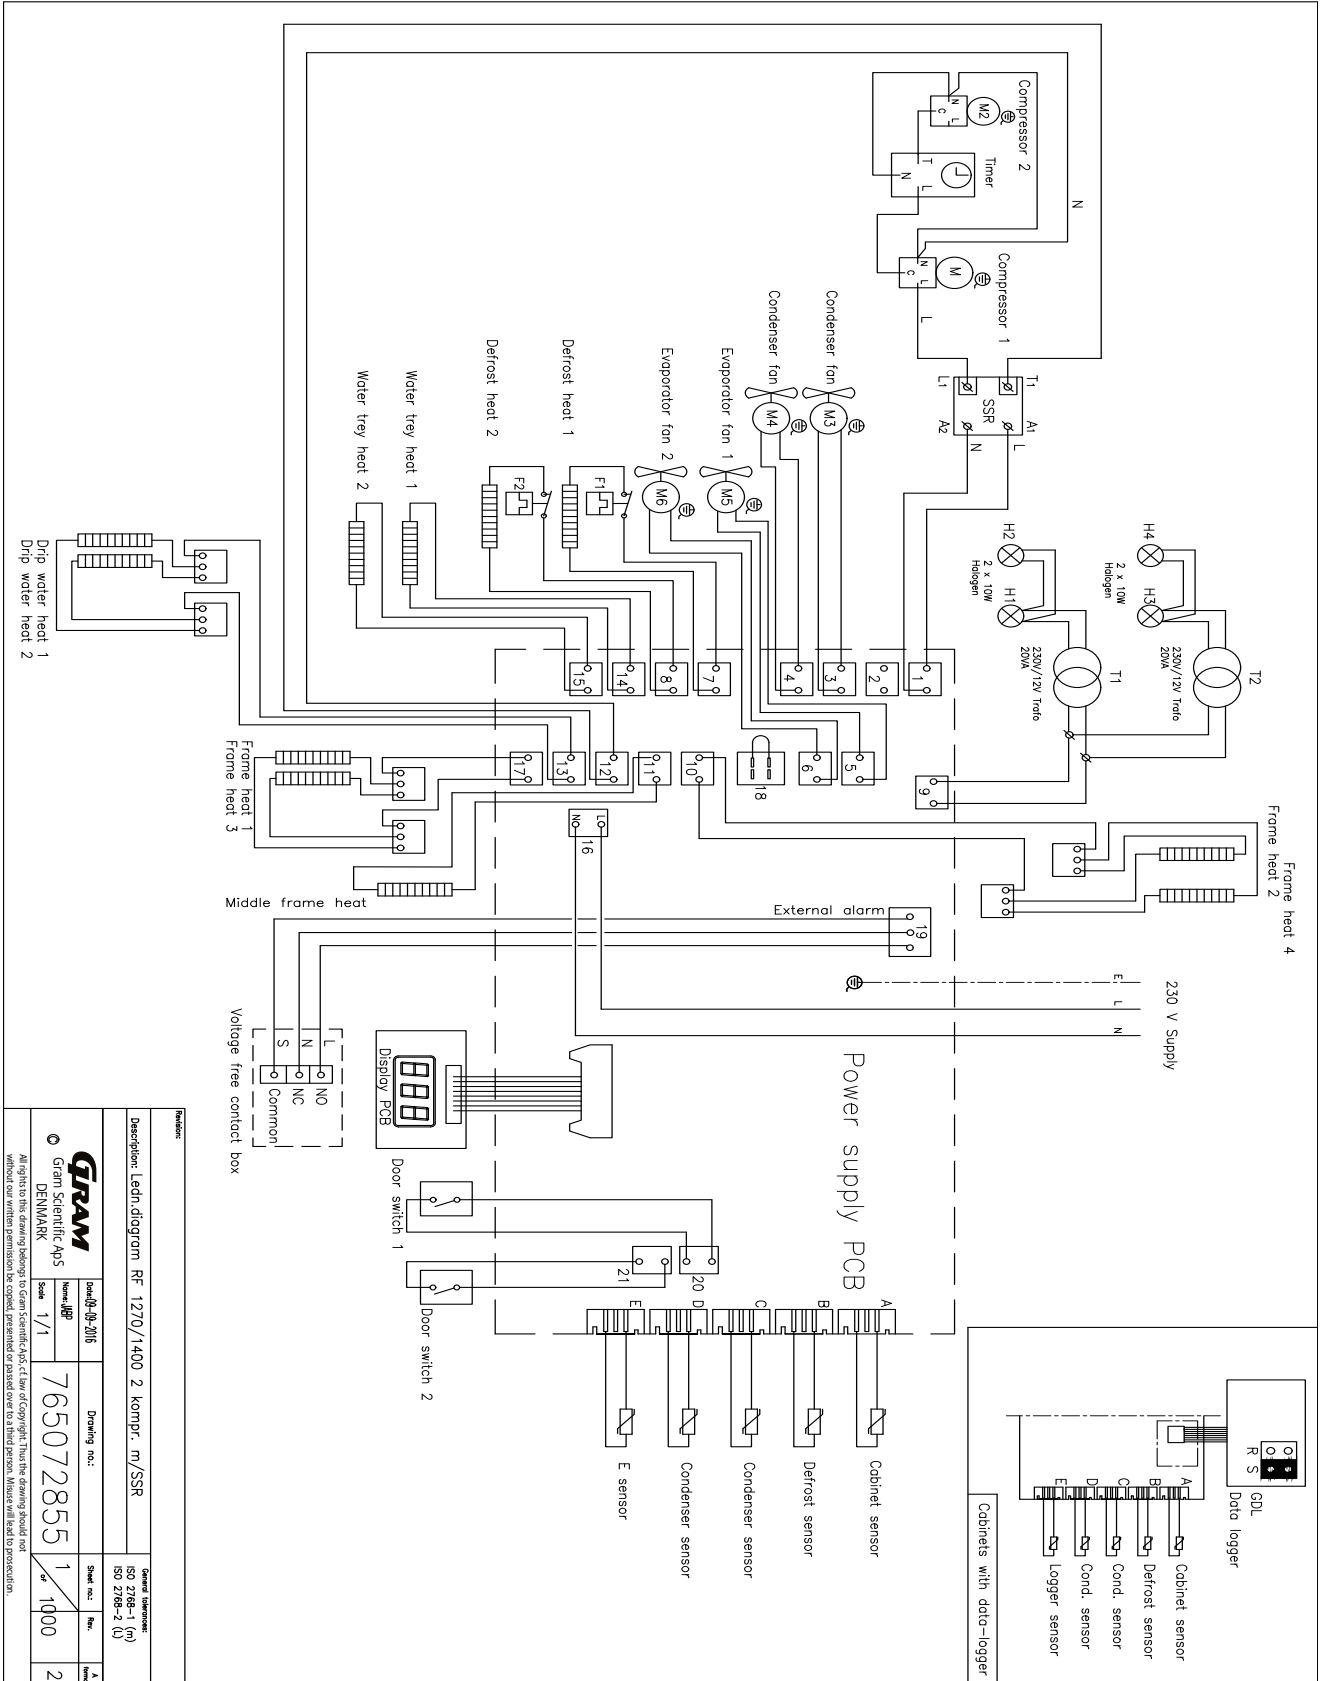 Compressor 2
M2
N
C
L
Timer
T
N
L
N
Compressor 1
M
N
C
L
L
T1
L1
SSR
A1
A2
L
N
Condenser fan
M3
Condenser fan
M4
Evaporator fan 1
M5
Evaporator fan 2
M6
Defrost heat 1
F1
Defrost heat 2
F2
Water trey heat 1
Water trey heat 2
Drip water heat 1
Drip water heat 2
H4
H3
2 x 10W
Halogen
T2
230V/12V Trafo
20VA
H2
H1
2 x 10W
Halogen
T1
230V/12V Trafo
20VA
1
2
3
4
7
8
14
15
9
5
6
18
10
11
12
13
17
16
L
N
Frame heat 1
Frame heat 3
Middle frame heat
Frame heat 4
Frame heat 2
External alarm
19
230 V Supply
E
L
N
Power supply PCB
Voltage free contact box
L
N
S
NO
NC
Common
Display PCB
Door switch 1
Door switch 2
20
21
A
B
C
D
E
Cabinet sensor
Defrost sensor
Condenser sensor
Condenser sensor
E sensor
GDL
Data logger
R S
A
B
C
D
E
Cabinet sensor
Defrost sensor
Cond. sensor
Cond. sensor
Logger sensor
Cabinets with data-logger
Revision:
Description: Ledn.diagram RF 1270/1400 2 kompr. m/SSR
General tolerances:
ISO 2768-1 (m)
ISO 2768-2 (L)
GRAM
© Gram Scientific ApS
DENMARK
Date: 09-09-2016
Name: JABP
Scale 1/1
Drawing no.:
765072855
Sheet no.:
1 of 1000
Rev.
2
A
All rights to this drawing belongs to Gram Scientific ApS, cf. law of Copyright. Thus the drawing should not
without our written permission be copied, presented or passed over to a third person. Misuse will lead to prosecution.